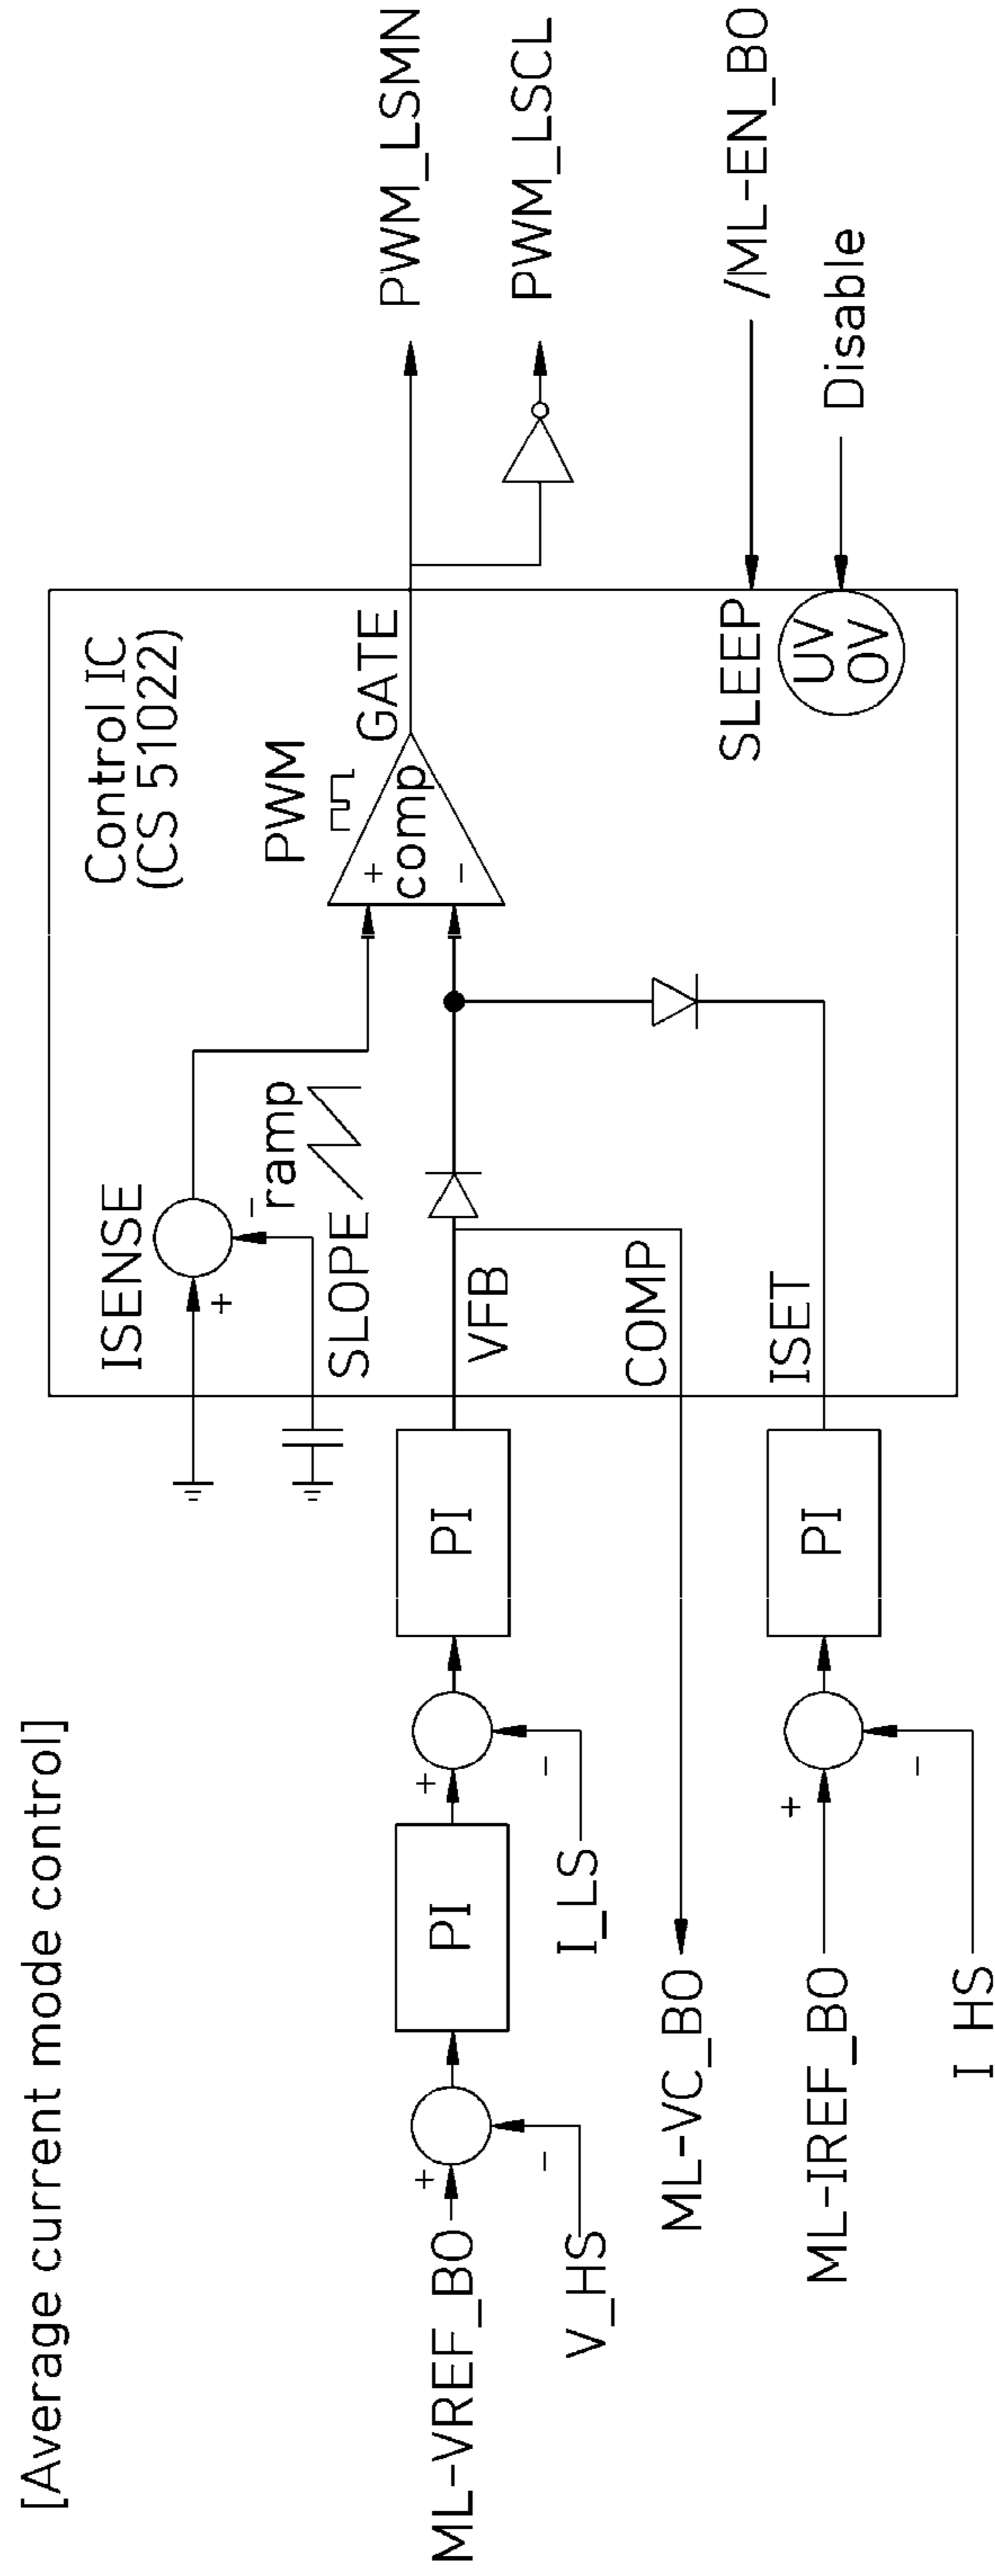 [Average current mode control]
Control IC
(CS 51022)
ISENSE
+
-
ramp
SLOPE
PWM
GATE
+
comp
-
PWM_LSMN
PWM_LSCL
ML-VREF_BO
+
-
V_HS
PI
+
-
I_LS
PI
VFB
COMP
ML-VC_BO
ML-IREF_BO
+
-
I HS
PI
ISET
SLEEP
/ML-EN_BO
UV
OV
Disable